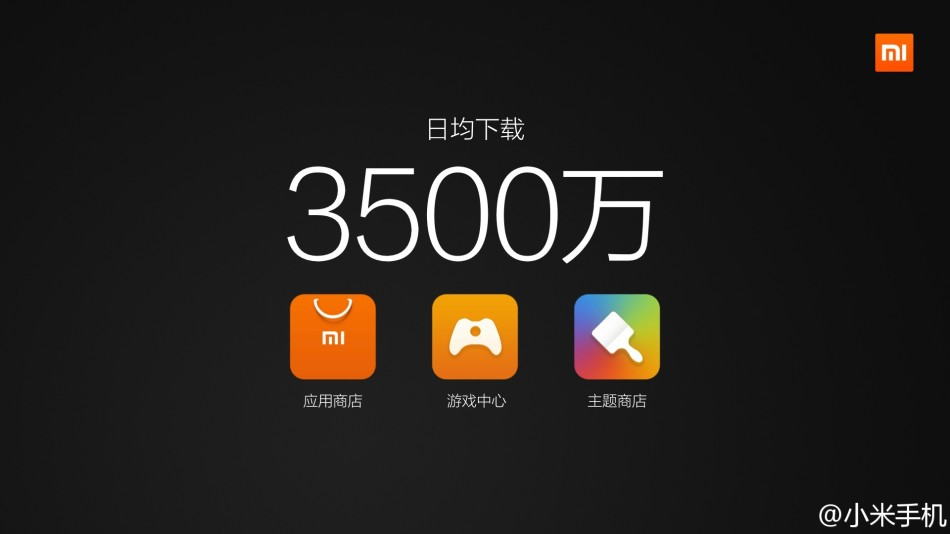 mi
日均下载
3500万
mi
应用商店 游戏中心 主题商店
@小米手机